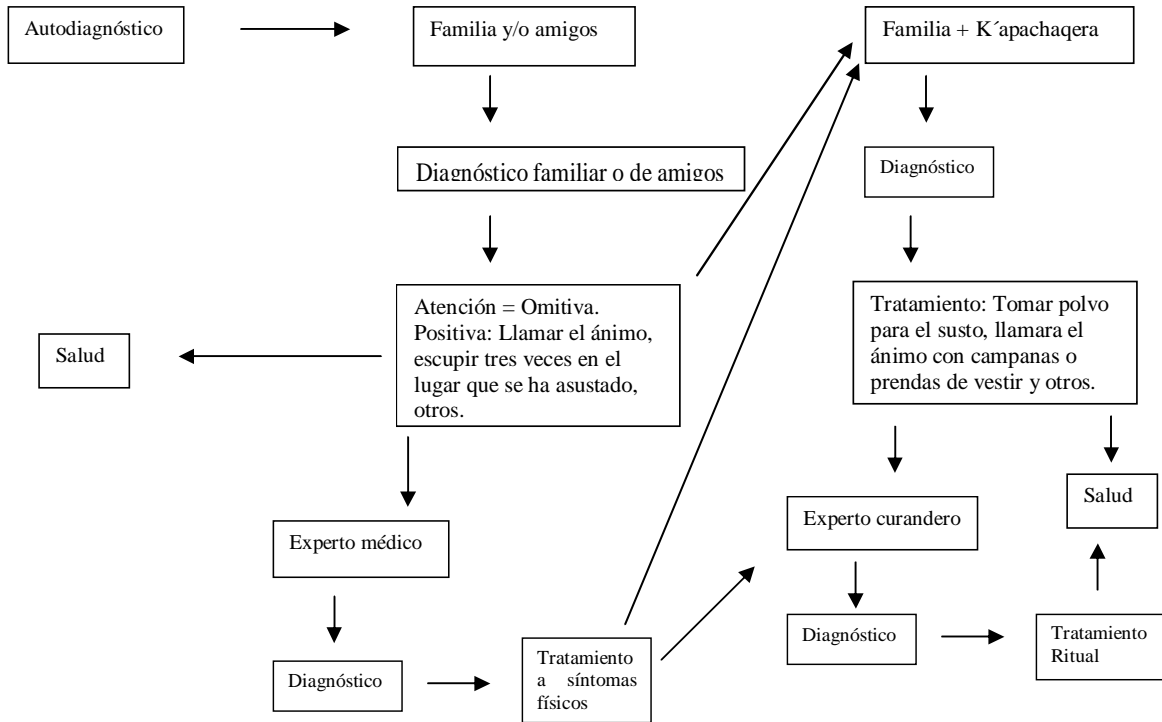 Autodiagnóstico
Familia y/o amigos
Familia + K´apachaqera
Diagnóstico familiar o de amigos
Diagnóstico
Atención = Omitiva.
Positiva: Llamar el ánimo,
escupir tres veces en el
lugar que se ha asustado,
otros.
Tratamiento: Tomar polvo
para el susto, llamara el
ánimo con campanas o
prendas de vestir y otros.
Salud
Salud
Experto médico
Experto curandero
Diagnóstico
Tratamiento
a síntomas
físicos
Diagnóstico
Tratamiento
Ritual